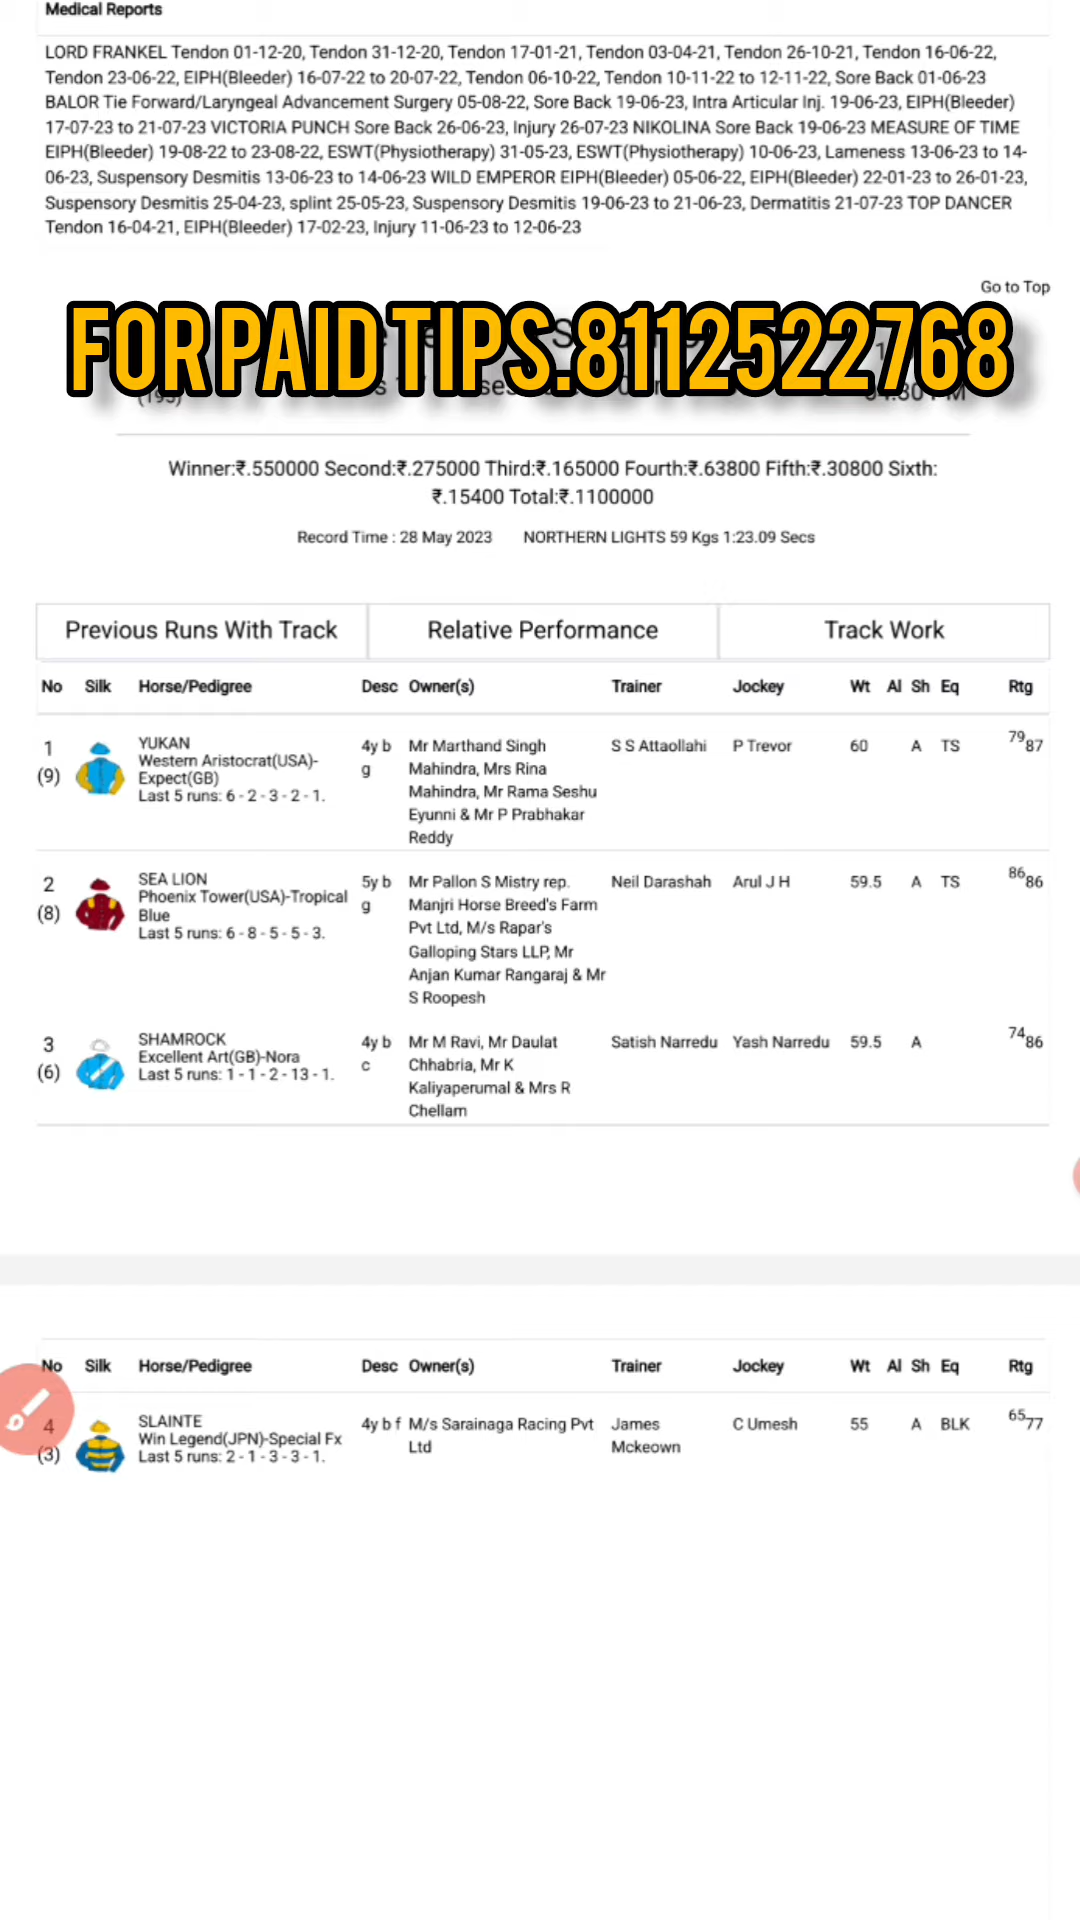 Medical Reports
LORD FRANKEL Tendon 01-12-20, Tendon 31-12-20, Tendon 17-01-21, Tendon 03-04-21, Tendon 26-10-21, Tendon 16-06-22,
Tendon 23-06-22, EIPH(Bleeder) 16-07-22 to 20-07-22, Tendon 06-10-22, Tendon 10-11-22 to 12-11-22, Sore Back 01-06-23
BALOR Tie Forward/Laryngeal Advancement Surgery 05-08-22, Sore Back 19-06-23, Intra Articular Inj. 19-06-23, EIPH(Bleeder)
17-07-23 to 21-07-23 VICTORIA PUNCH Sore Back 26-06-23, Injury 26-07-23 NIKOLINA Sore Back 19-06-23 MEASURE OF TIME
EIPH(Bleeder) 19-08-22 to 23-08-22, ESWT(Physiotherapy) 31-05-23, ESWT(Physiotherapy) 10-06-23, Lameness 13-06-23 to 14-
06-23, Suspensory Desmitis 13-06-23 to 14-06-23 WILD EMPEROR EIPH(Bleeder) 05-06-22, EIPH(Bleeder) 22-01-23 to 26-01-23,
Suspensory Desmitis 25-04-23, splint 25-05-23, Suspensory Desmitis 19-06-23 to 21-06-23, Dermatitis 21-07-23 TOP DANCER
Tendon 16-04-21, EIPH(Bleeder) 17-02-23, Injury 11-06-23 to 12-06-23
Go to Top
FOR PAID TIPS.8112522768
(195)
Winner:₹.550000 Second:₹.275000 Third:₹.165000 Fourth:₹.63800 Fifth:₹.30800 Sixth:
₹.15400 Total:₹.1100000
Record Time : 28 May 2023 NORTHERN LIGHTS 59 Kgs 1:23.09 Secs
Previous Runs With Track Relative Performance Track Work
No Silk Horse/Pedigree Desc Owner(s) Trainer Jockey Wt Al Sh Eq Rtg
1 YUKAN 4y b Mr Marthand Singh S S Attaollahi P Trevor 60 A TS 79 87
(9) Western Aristocrat(USA)- g Mahindra, Mrs Rina
Expect(GB) Mahindra, Mr Rama Seshu
Last 5 runs: 6 - 2 - 3 - 2 - 1. Eyunni & Mr P Prabhakar
Reddy
2 SEA LION 5y b Mr Pallon S Mistry rep. Neil Darashah Arul J H 59.5 A TS 86 86
(8) Phoenix Tower(USA)-Tropical g Manjri Horse Breed's Farm
Blue Pvt Ltd, M/s Rapar's
Last 5 runs: 6 - 8 - 5 - 5 - 3. Galloping Stars LLP, Mr
Anjan Kumar Rangaraj & Mr
S Roopesh
3 SHAMROCK 4y b Mr M Ravi, Mr Daulat Satish Narredu Yash Narredu 59.5 A 74 86
(6) Excellent Art(GB)-Nora c Chhabria, Mr K
Last 5 runs: 1 - 1 - 2 - 13 - 1. Kaliyaperumal & Mrs R
Chellam
No Silk Horse/Pedigree Desc Owner(s) Trainer Jockey Wt Al Sh Eq Rtg
4 SLAINTE 4y b f M/s Sarainaga Racing Pvt James C Umesh 55 A BLK 65 77
(3) Win Legend(JPN)-Special Fx Ltd Mckeown
Last 5 runs: 2 - 1 - 3 - 3 - 1.